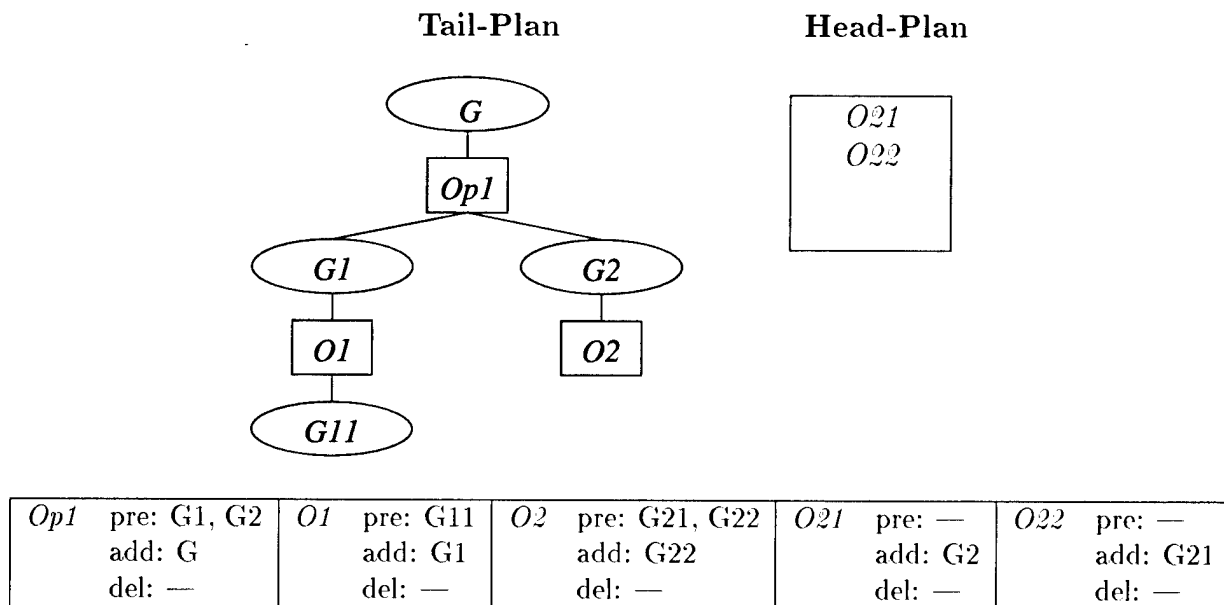 Tail-Plan Head-Plan
G
Op1
G1 G2
O1 O2
G11
O21
O22
Op1 pre: G1, G2
add: G
del: —
O1 pre: G11
add: G1
del: —
O2 pre: G21, G22
add: G22
del: —
O21 pre: —
add: G2
del: —
O22 pre: —
add: G21
del: —